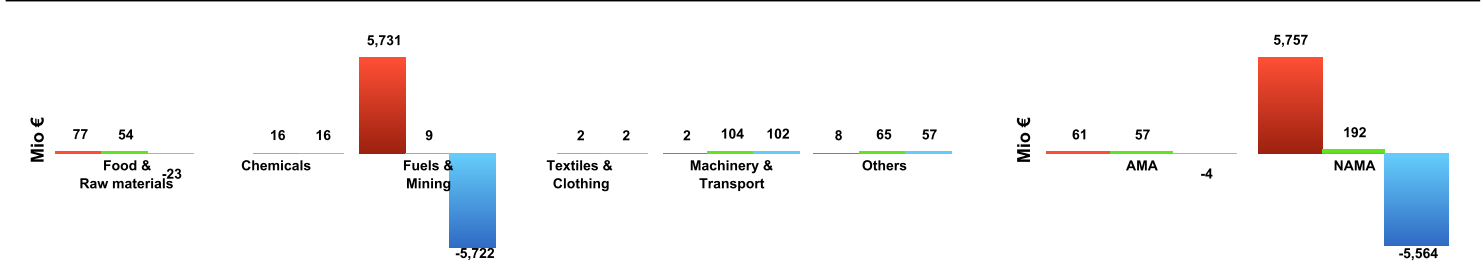 5,731
5,757
77
54
16
16
9
2
2
2
104
102
8
65
57
61
57
192
Mio €
Mio €
Food &
Raw materials
-23
Chemicals
Fuels &
Mining
Textiles &
Clothing
Machinery &
Transport
Others
AMA
-4
NAMA
-5,722
-5,564